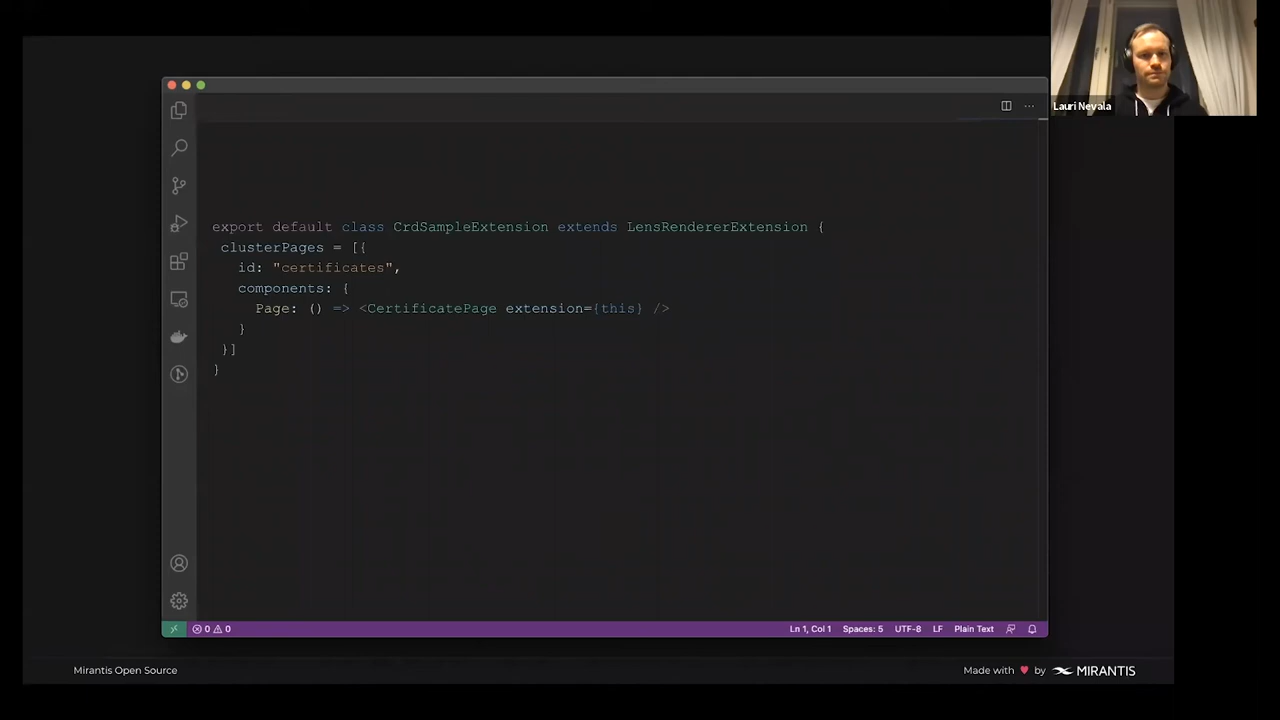 Lauri Nevala
export default class CrdSampleExtension extends LensRendererExtension {
clusterPages = [{
id: "certificates",
components: {
Page: () => <CertificatePage extension={this} />
}
}]
}
0 0
Ln 1, Col 1 Spaces: 5 UTF-8 LF Plain Text
Mirantis Open Source
Made with ♥ by MIRANTIS